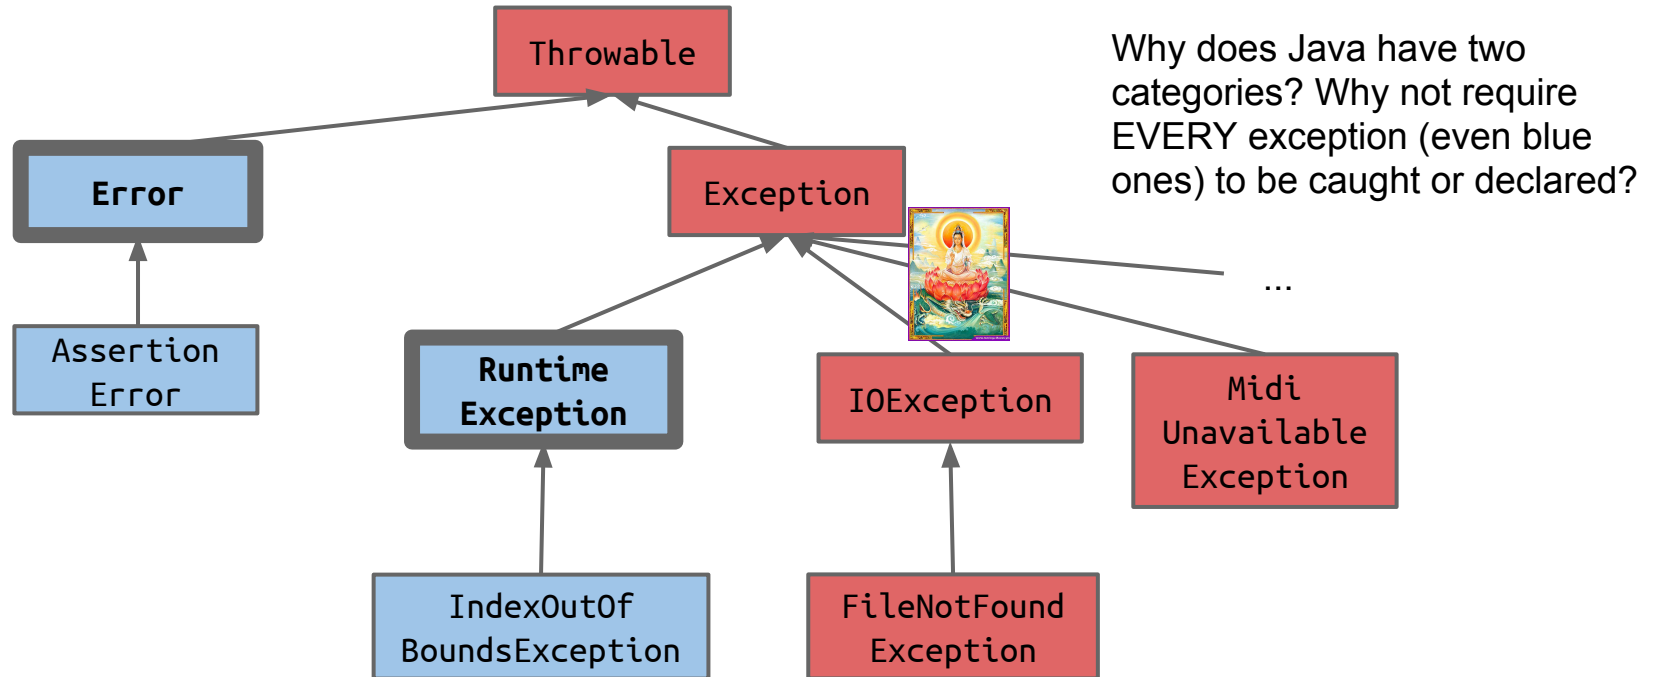 Throwable
Why does Java have two
categories? Why not require
EVERY exception (even blue
ones) to be caught or declared?
Error
Exception
...
Assertion
Error
Runtime
Exception
IOException
Midi
Unavailable
Exception
IndexOutOf
BoundsException
FileNotFound
Exception